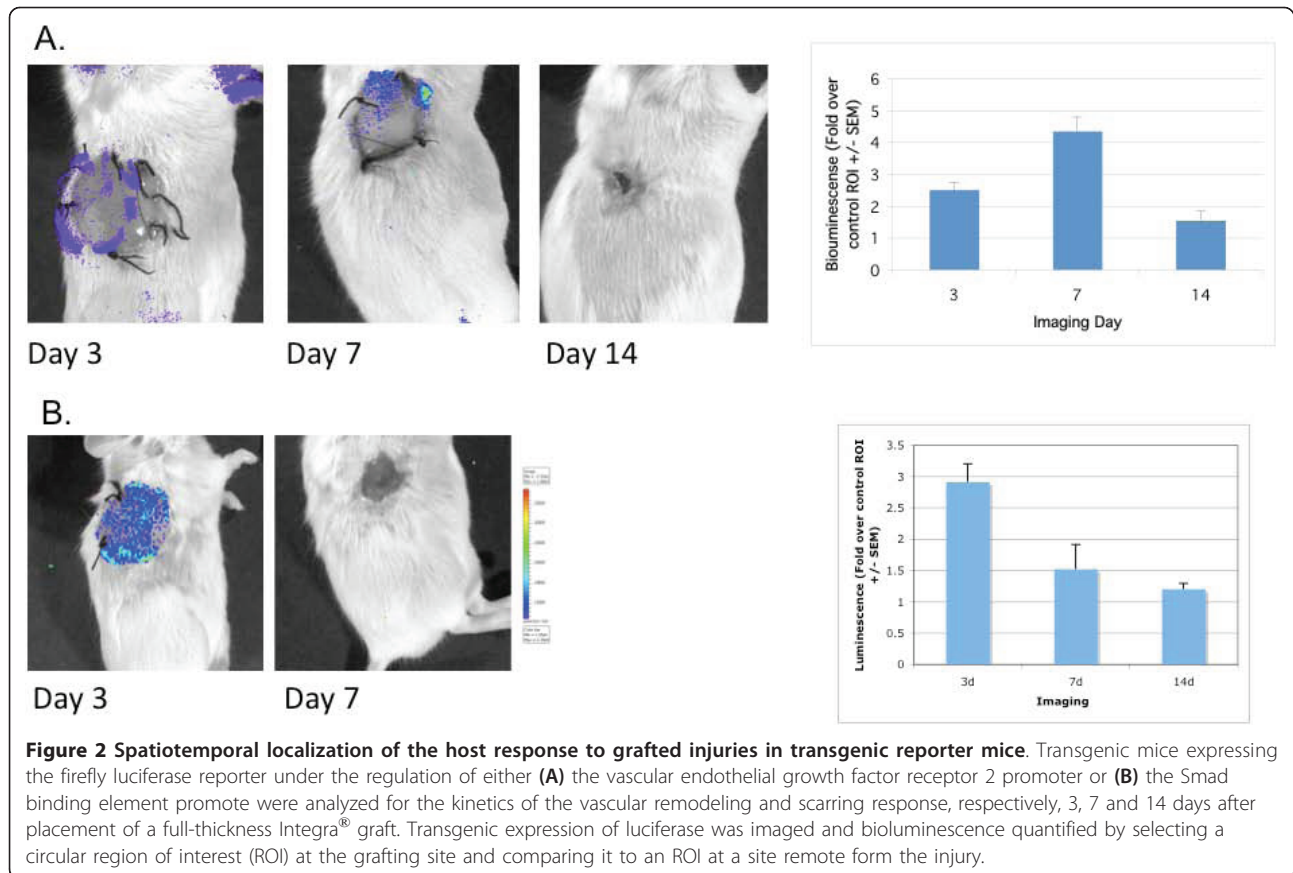 A.
Day 3
Day 7
Day 14
Biouminescense (Fold over
control ROI +/- SEM)
6
5
4
3
2
1
0
3
7
14
Imaging Day
B.
Day 3
Day 7
Luminescence (Fold over control ROI
+/- SEM)
3.5
3
2.5
2
1.5
1
0.5
0
3d
7d
14d
Imaging
Figure 2 Spatiotemporal localization of the host response to grafted injuries in transgenic reporter mice. Transgenic mice expressing
the firefly luciferase reporter under the regulation of either (A) the vascular endothelial growth factor receptor 2 promoter or (B) the Smad
binding element promote were analyzed for the kinetics of the vascular remodeling and scarring response, respectively, 3, 7 and 14 days after
placement of a full-thickness Integra® graft. Transgenic expression of luciferase was imaged and bioluminescence quantified by selecting a
circular region of interest (ROI) at the grafting site and comparing it to an ROI at a site remote form the injury.